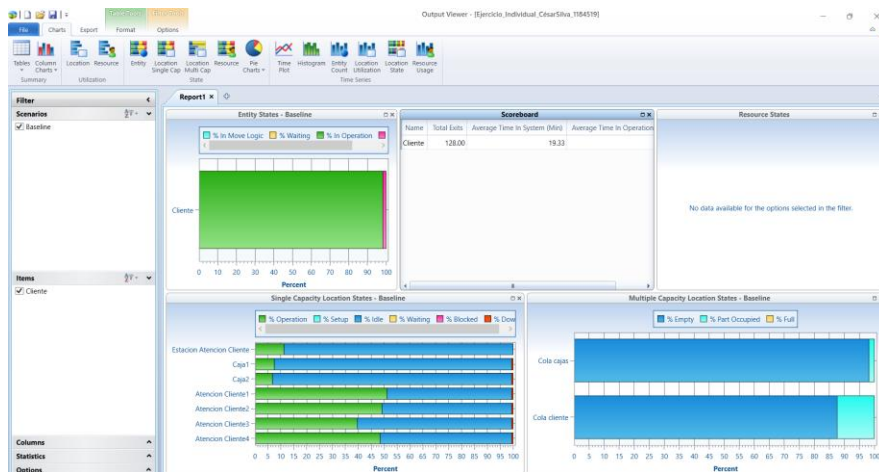 Output Viewer - [Ejercicio_Individual_CésarSilva_1184519]
File Charts Export Format Options
Tables Column Charts Location Resource Entity Location Single Cap Location Multi Cap Resource Pie Charts Time Plot Histogram Entity Count Location Utilization Location State Resource Usage
Summary Utilization State Time Series
Filter
Scenarios
Baseline
Items
Cliente
Columns
Statistics
Options
Report1
Entity States - Baseline
% In Move Logic % Waiting % In Operation
Cliente
0 10 20 30 40 50 60 70 80 90 100
Percent
Scoreboard
Name Total Exits Average Time In System (Min) Average Time In Operation
Cliente 128.00 19.33
Resource States
No data available for the options selected in the filter.
Single Capacity Location States - Baseline
% Operation % Setup % Idle % Waiting % Blocked % Dow
Estacion Atencion Cliente
Caja1
Caja2
Atencion Cliente1
Atencion Cliente2
Atencion Cliente3
Atencion Cliente4
0 5 10 15 20 25 30 35 40 45 50 55 60 65 70 75 80 85 90 95 100
Percent
Multiple Capacity Location States - Baseline
% Empty % Part Occupied % Full
Cola cajas
Cola cliente
0 5 10 15 20 25 30 35 40 45 50 55 60 65 70 75 80 85 90 95 100
Percent